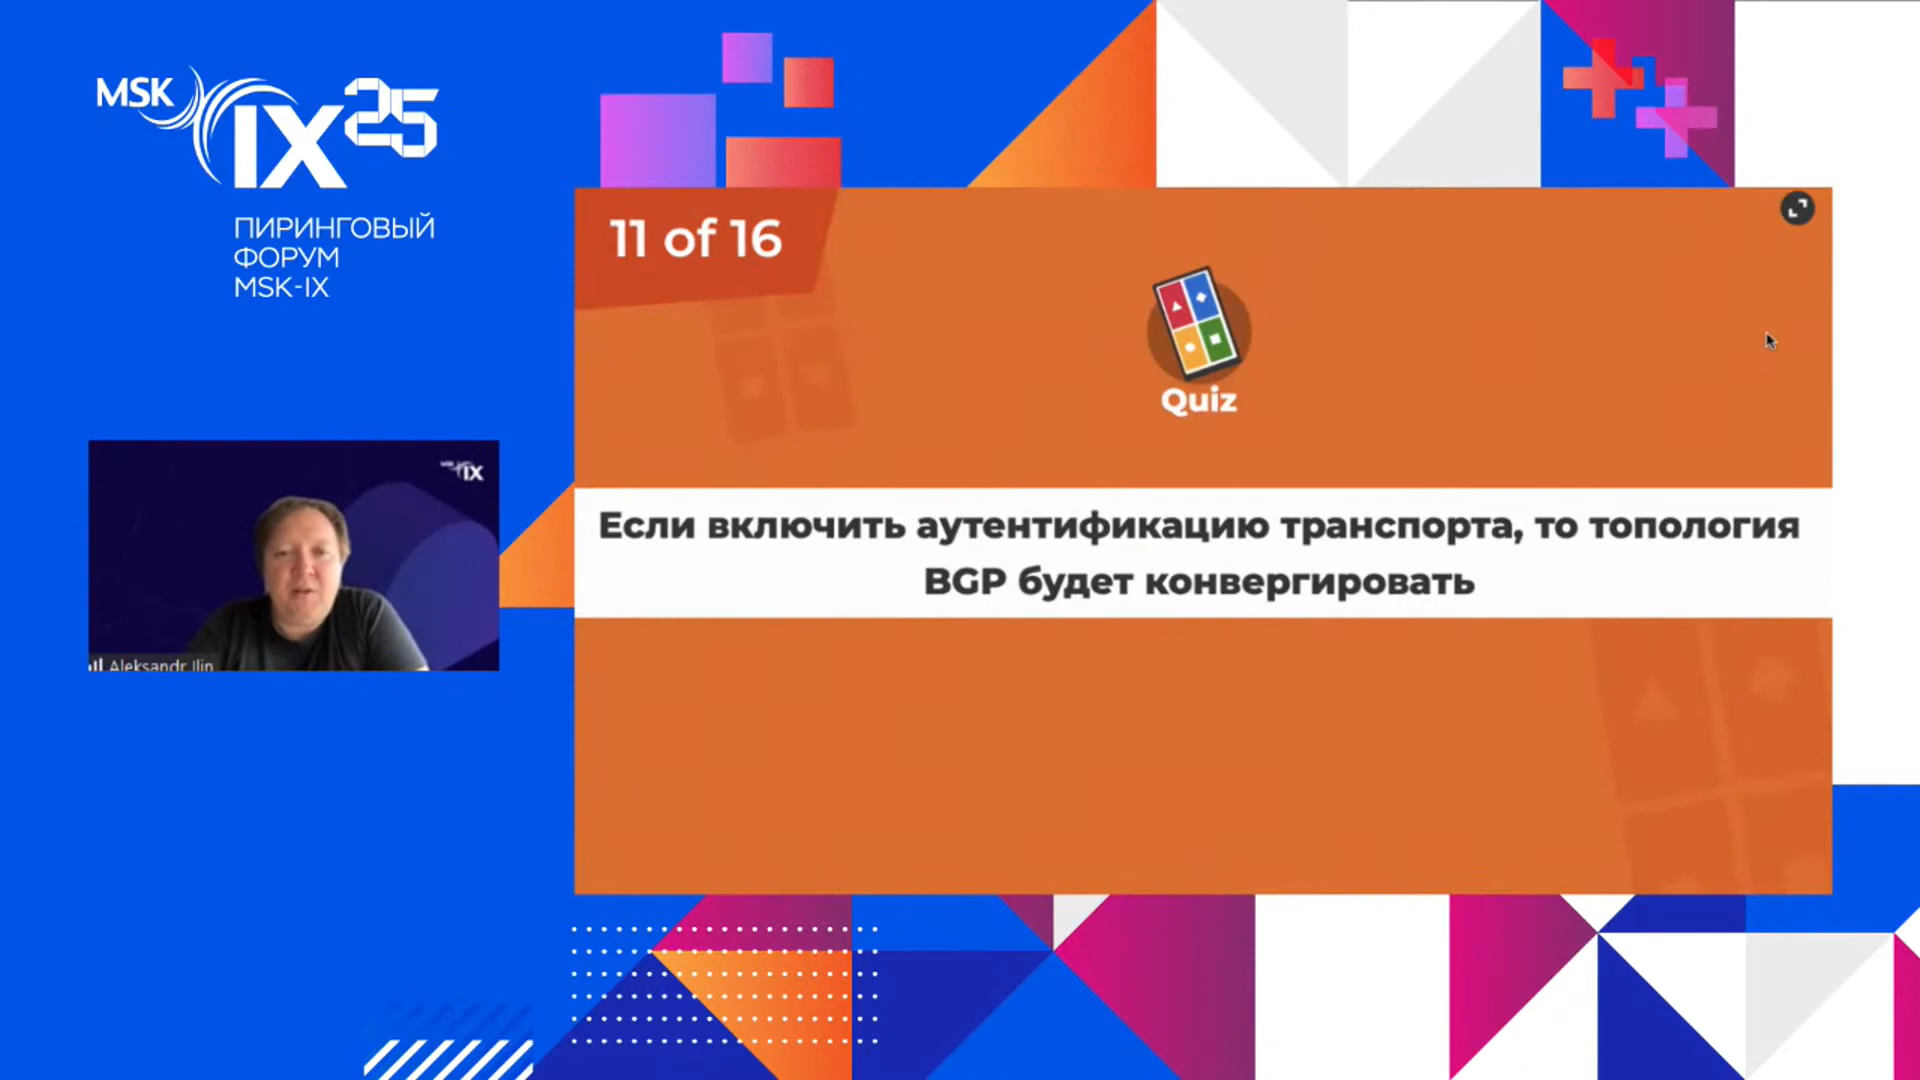 MSK IX 25
ПИРИНГОВЫЙ
ФОРУМ
MSK-IX
11 of 16
Quiz
Если включить аутентификацию транспорта, то топология
BGP будет конвергировать
MSK IX
Aleksandr Ilin